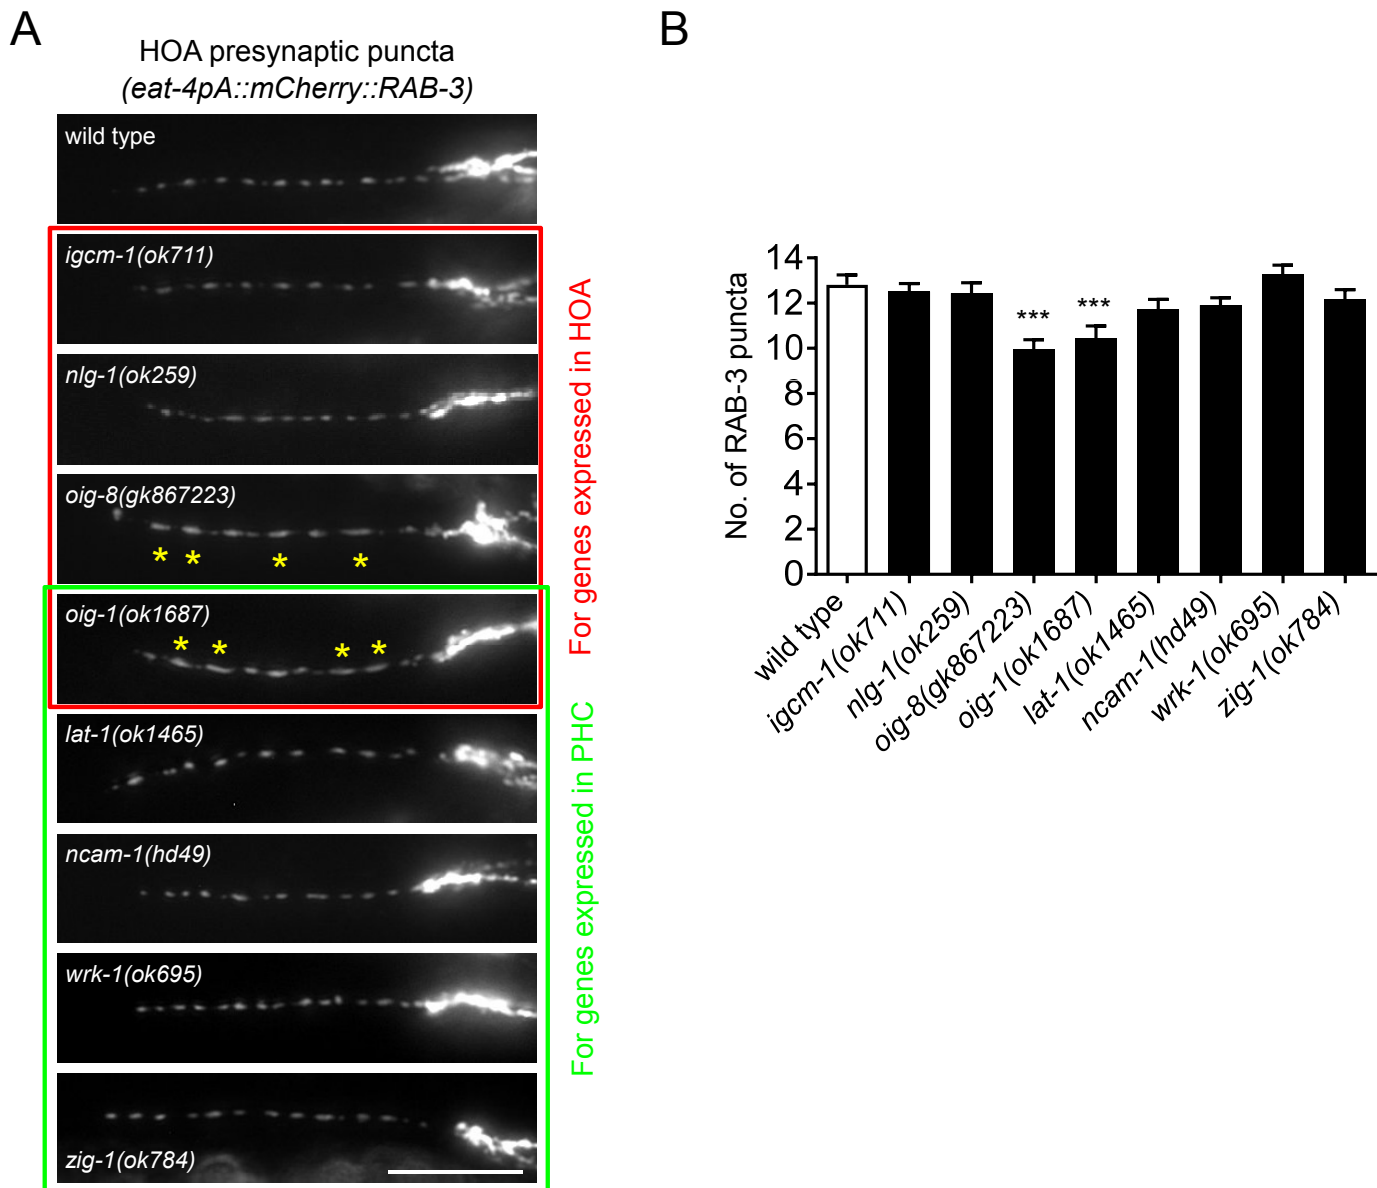 A
HOA presynaptic puncta
(eat-4pA::mCherry::RAB-3)
wild type
igcm-1(ok711)
nlg-1(ok259)
oig-8(gk867223)
* * * *
oig-1(ok1687)
* * * *
lat-1(ok1465)
ncam-1(hd49)
wrk-1(ok695)
zig-1(ok784)
For genes expressed in HOA
For genes expressed in PHC
B
No. of RAB-3 puncta
14
12
10
8
6
4
2
0
*** ***
wild type
igcm-1(ok711)
nlg-1(ok259)
oig-8(gk867223)
oig-1(ok1687)
lat-1(ok1465)
ncam-1(hd49)
wrk-1(ok695)
zig-1(ok784)